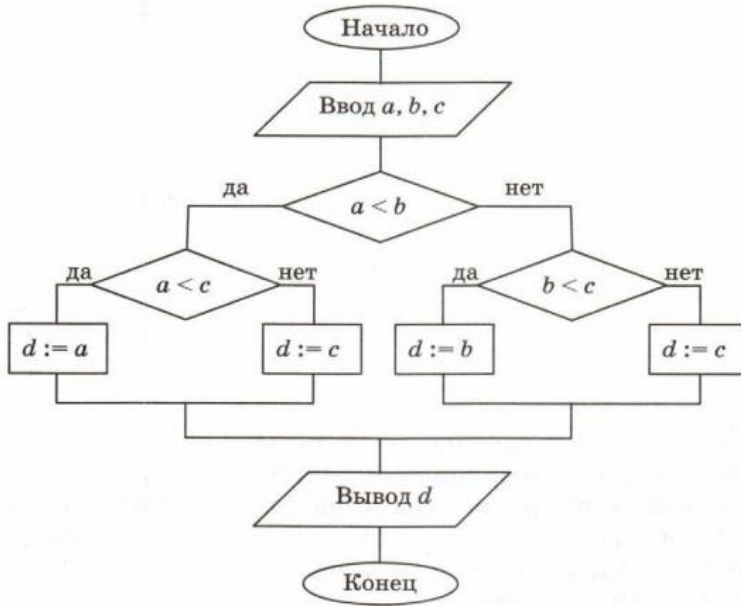 Начало
Ввод a, b, c
да
a < b
нет
да
a < c
нет
да
b < c
нет
d := a
d := c
d := b
d := c
Вывод d
Конец